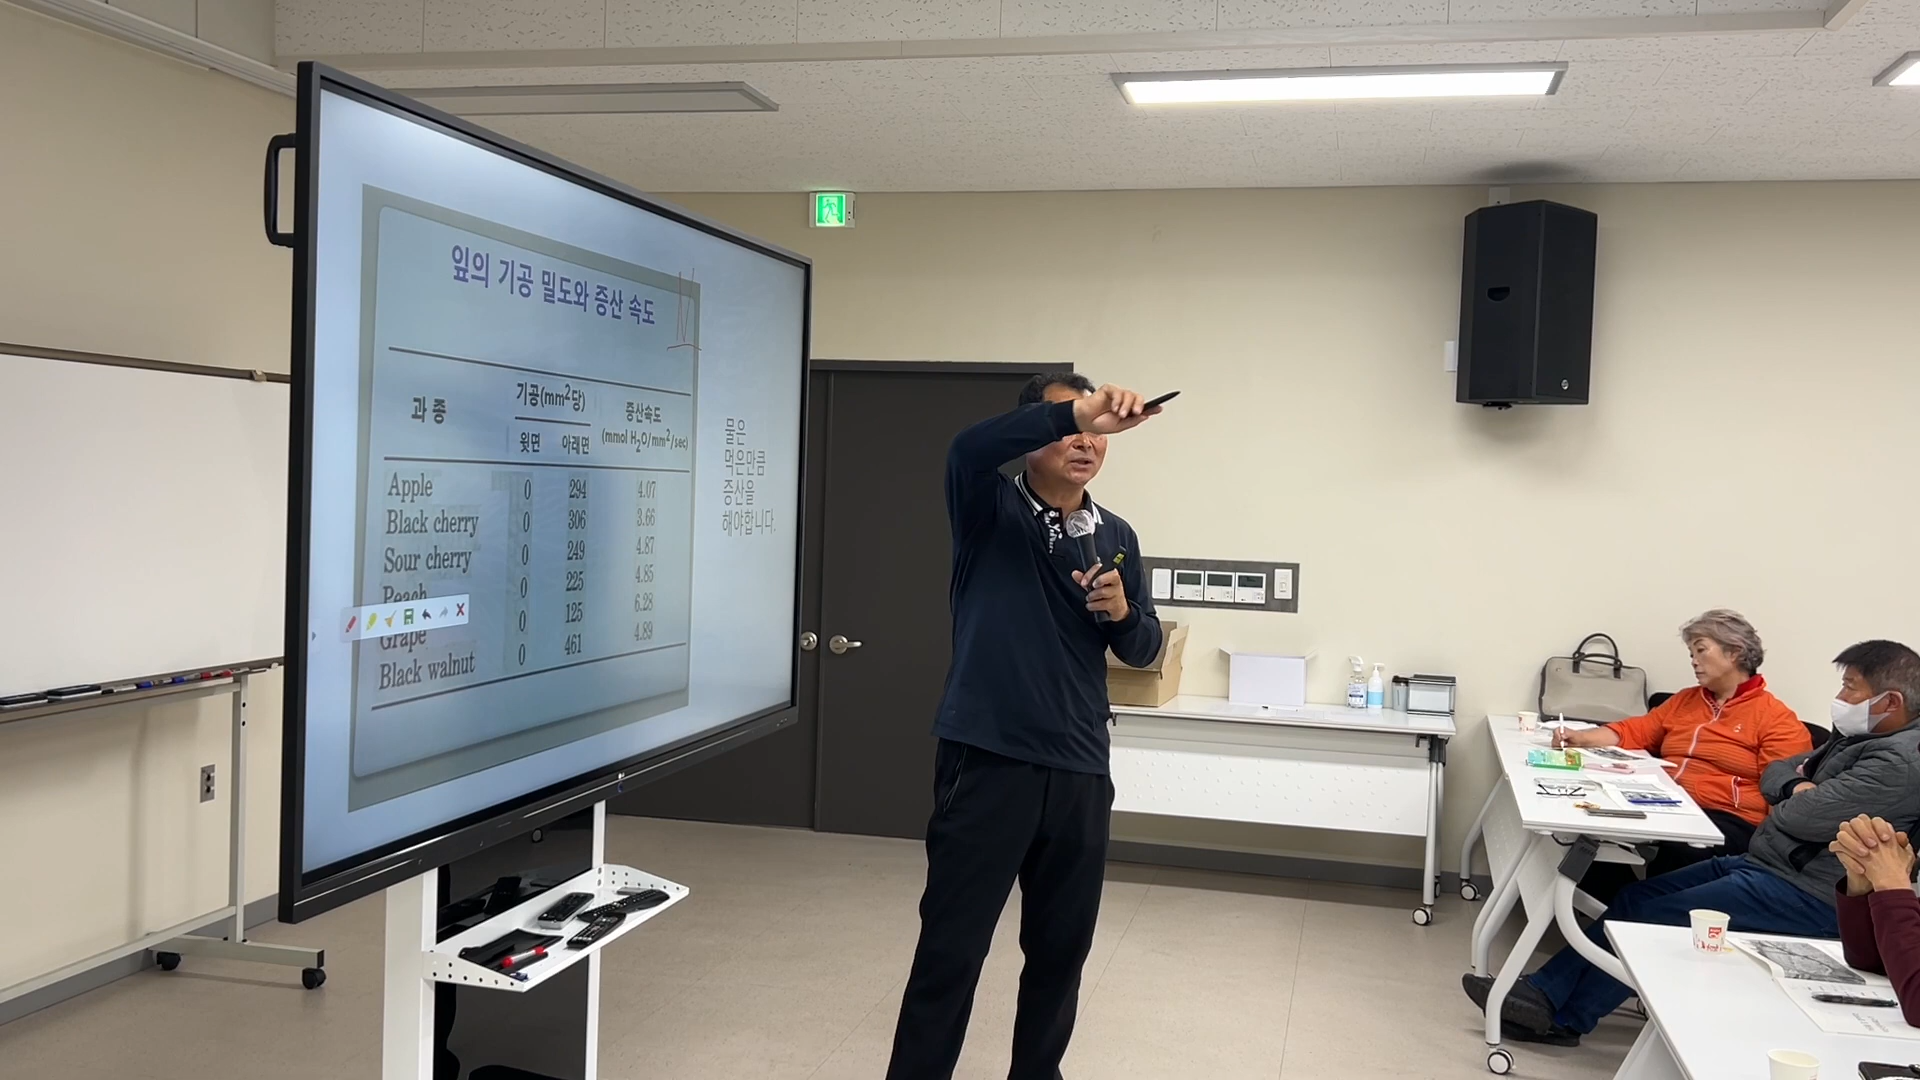 잎의 기공 밀도와 증산 속도
과 종 기공(mm2당) 증산속도
윗면 아래면 (mmol H2O/mm2/sec)
Apple 0 294 4.07
Black cherry 0 306 3.66
Sour cherry 0 249 4.87
Peach 0 225 4.85
Grape 0 125 6.28
Black walnut 0 461 4.89
물은
먹은만큼
증산을
해야합니다.